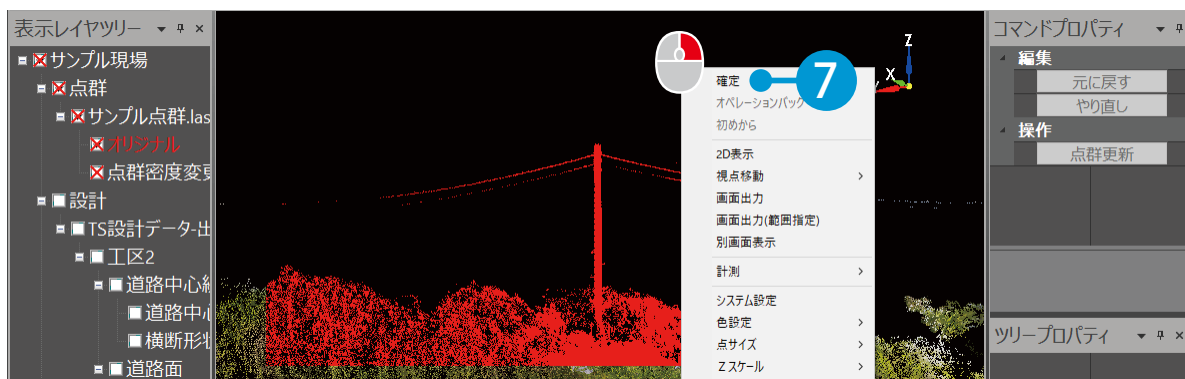 表示レイヤツリー
サンプル現場
点群
サンプル点群.las
オリジナル
点群密度変更
設計
TS設計データ-出
工区2
道路中心線
道路中心
横断形状
道路面
Z
X
確定
7
オペレーションバック
初めから
2D表示
視点移動
画面出力
画面出力(範囲指定)
別画面表示
計測
システム設定
色設定
点サイズ
Zスケール
コマンドプロパティ
編集
元に戻す
やり直し
操作
点群更新
ツリープロパティ